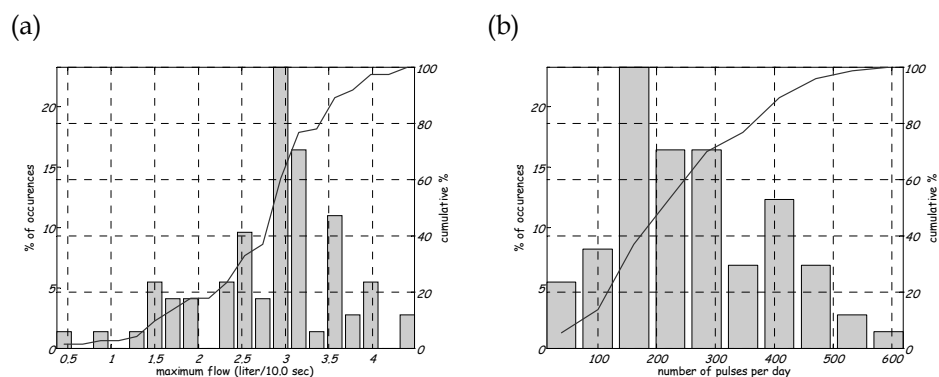 (a)
(b)
% of occurences
20
15
10
5
0
100
80
60
40
20
0
cumulative %
0.5 1 1.5 2 2.5 3 3.5 4
maximum flow (liter/10.0 sec)
% of occurences
20
15
10
5
0
100
80
60
40
20
0
cumulative %
100 200 300 400 500 600
number of pulses per day